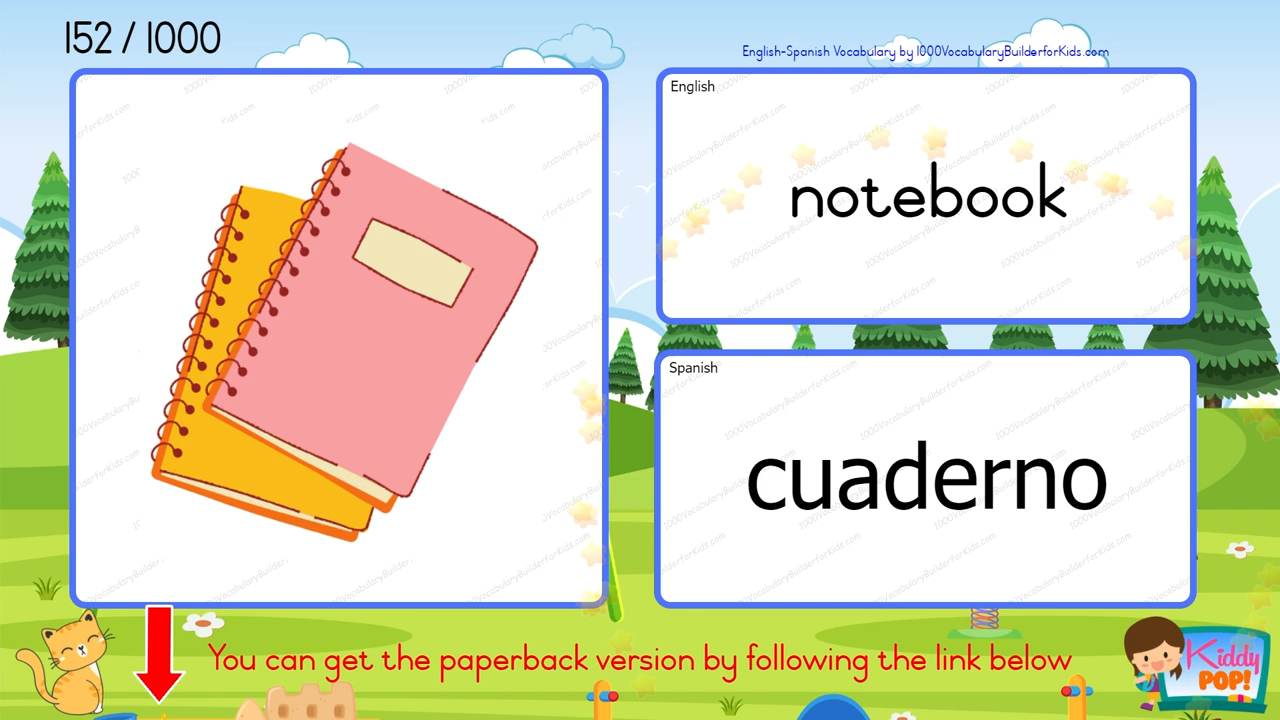 152 / 1000
English-Spanish Vocabulary by 1000VocabularyBuilderforKids.com
English
notebook
Spanish
cuaderno
You can get the paperback version by following the link below
Kiddy
POP!